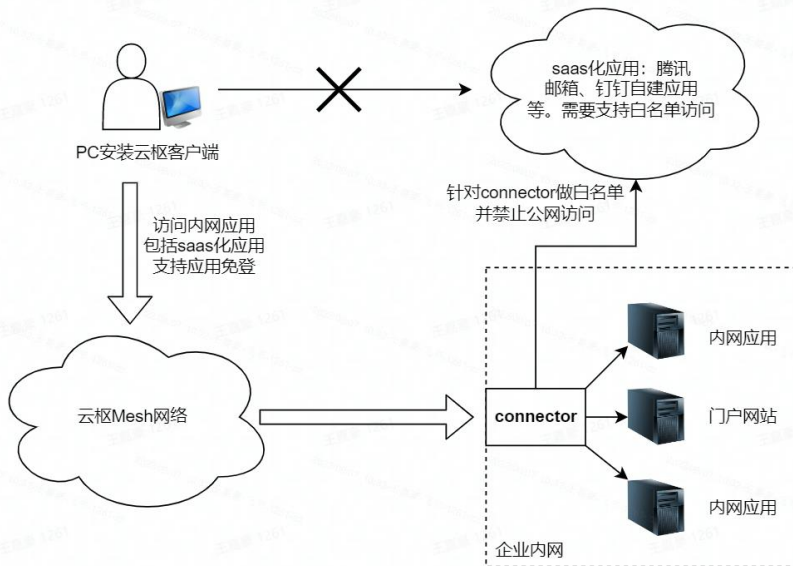 saas化应用：腾讯
邮箱、钉钉自建应用
等。需要支持白名单访问
PC安装云枢客户端
针对connector做白名单
并禁止公网访问
访问内网应用
包括saas化应用
支持应用免登
内网应用
云枢Mesh网络
connector
门户网站
内网应用
企业内网